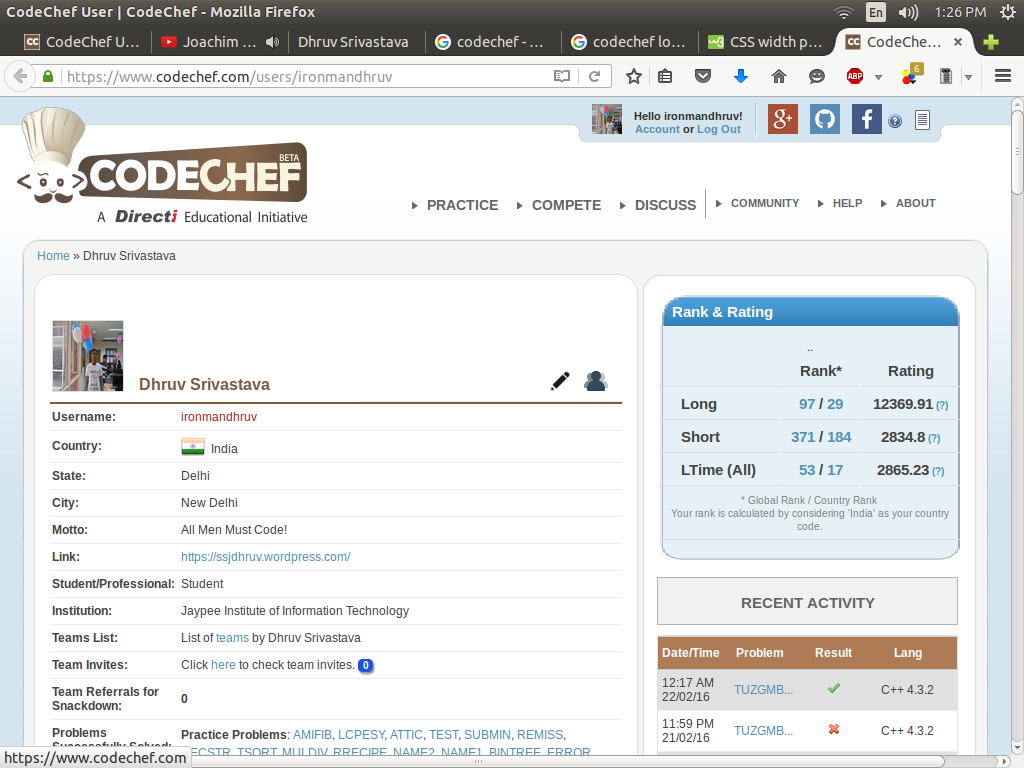 CodeChef User | CodeChef - Mozilla Firefox
En
1:26 PM
CodeChef U...
Joachim ...
Dhruv Srivastava
codechef - ...
codechef lo...
CSS width p...
CodeChe...
https://www.codechef.com/users/ironmandhruv
ABP
6
Hello ironmandhruv!
Account or Log Out
CODECHEF
BETA
A Directi Educational Initiative
PRACTICE
COMPETE
DISCUSS
COMMUNITY
HELP
ABOUT
Home » Dhruv Srivastava
Dhruv Srivastava
Username: ironmandhruv
Country: India
State: Delhi
City: New Delhi
Motto: All Men Must Code!
Link: https://ssjdhruv.wordpress.com/
Student/Professional: Student
Institution: Jaypee Institute of Information Technology
Teams List: List of teams by Dhruv Srivastava
Team Invites: Click here to check team invites. 0
Team Referrals for Snackdown: 0
Problems
Successfully Solved:
Practice Problems: AMIFIB, LCPESY, ATTIC, TEST, SUBMIN, REMISS,
TSORT, MULDIV, RRECIPE, NAME2, NAME1, BINTREE, ERROR
Rank & Rating
..
Rank* Rating
Long 97 / 29 12369.91 (?)
Short 371 / 184 2834.8 (?)
LTime (All) 53 / 17 2865.23 (?)
* Global Rank / Country Rank
Your rank is calculated by considering 'India' as your country
code.
RECENT ACTIVITY
Date/Time Problem Result Lang
12:17 AM
22/02/16
TUZGMB...
C++ 4.3.2
11:59 PM
21/02/16
TUZGMB...
C++ 4.3.2
https://www.codechef.com